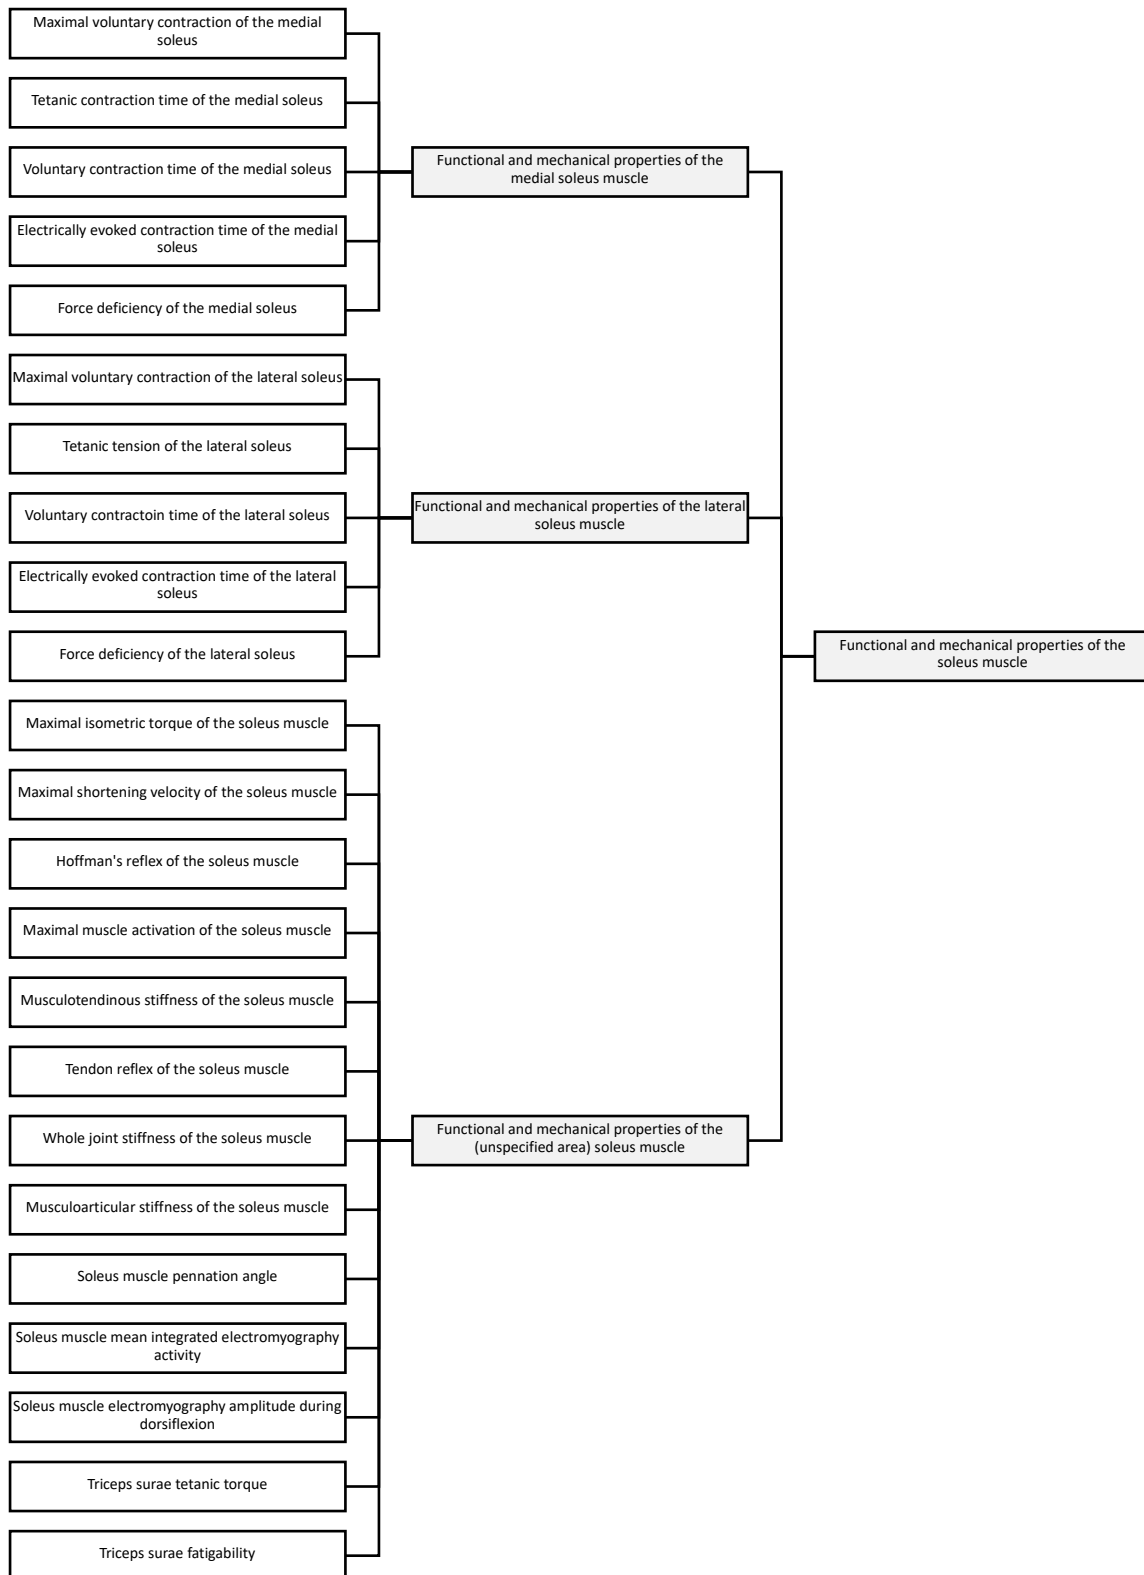 Maximal voluntary contraction of the medial
soleus
Tetanic contraction time of the medial soleus
Voluntary contraction time of the medial soleus
Functional and mechanical properties of the
medial soleus muscle
Electrically evoked contraction time of the medial
soleus
Force deficiency of the medial soleus
Maximal voluntary contraction of the lateral soleus
Tetanic tension of the lateral soleus
Voluntary contractoin time of the lateral soleus
Functional and mechanical properties of the lateral
soleus muscle
Electrically evoked contraction time of the lateral
soleus
Force deficiency of the lateral soleus
Functional and mechanical properties of the
soleus muscle
Maximal isometric torque of the soleus muscle
Maximal shortening velocity of the soleus muscle
Hoffman's reflex of the soleus muscle
Maximal muscle activation of the soleus muscle
Musculotendinous stiffness of the soleus muscle
Tendon reflex of the soleus muscle
Whole joint stiffness of the soleus muscle
Functional and mechanical properties of the
(unspecified area) soleus muscle
Musculoarticular stiffness of the soleus muscle
Soleus muscle pennation angle
Soleus muscle mean integrated electromyography
activity
Soleus muscle electromyography amplitude during
dorsiflexion
Triceps surae tetanic torque
Triceps surae fatigability